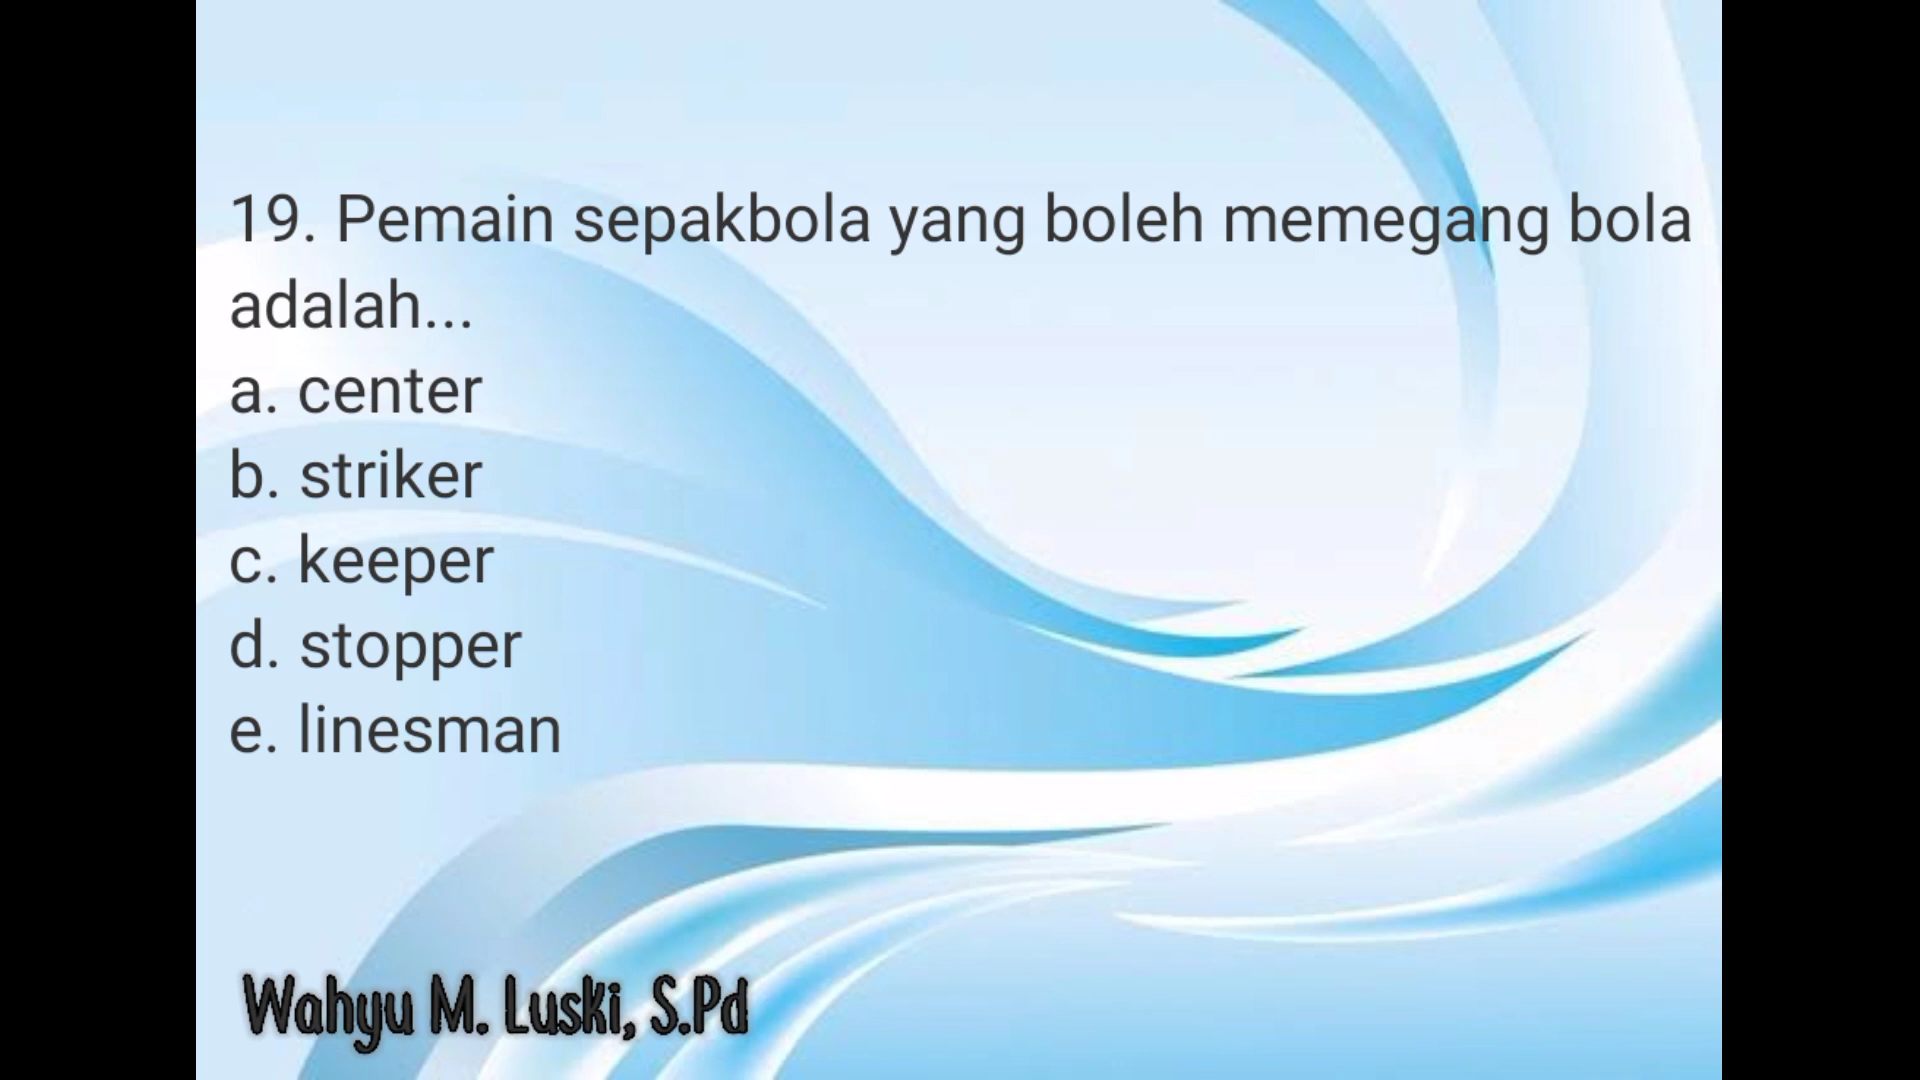 19. Pemain sepakbola yang boleh memegang bola
adalah...
a. center
b. striker
c. keeper
d. stopper
e. linesman
Wahyu M. Luski, S.Pd